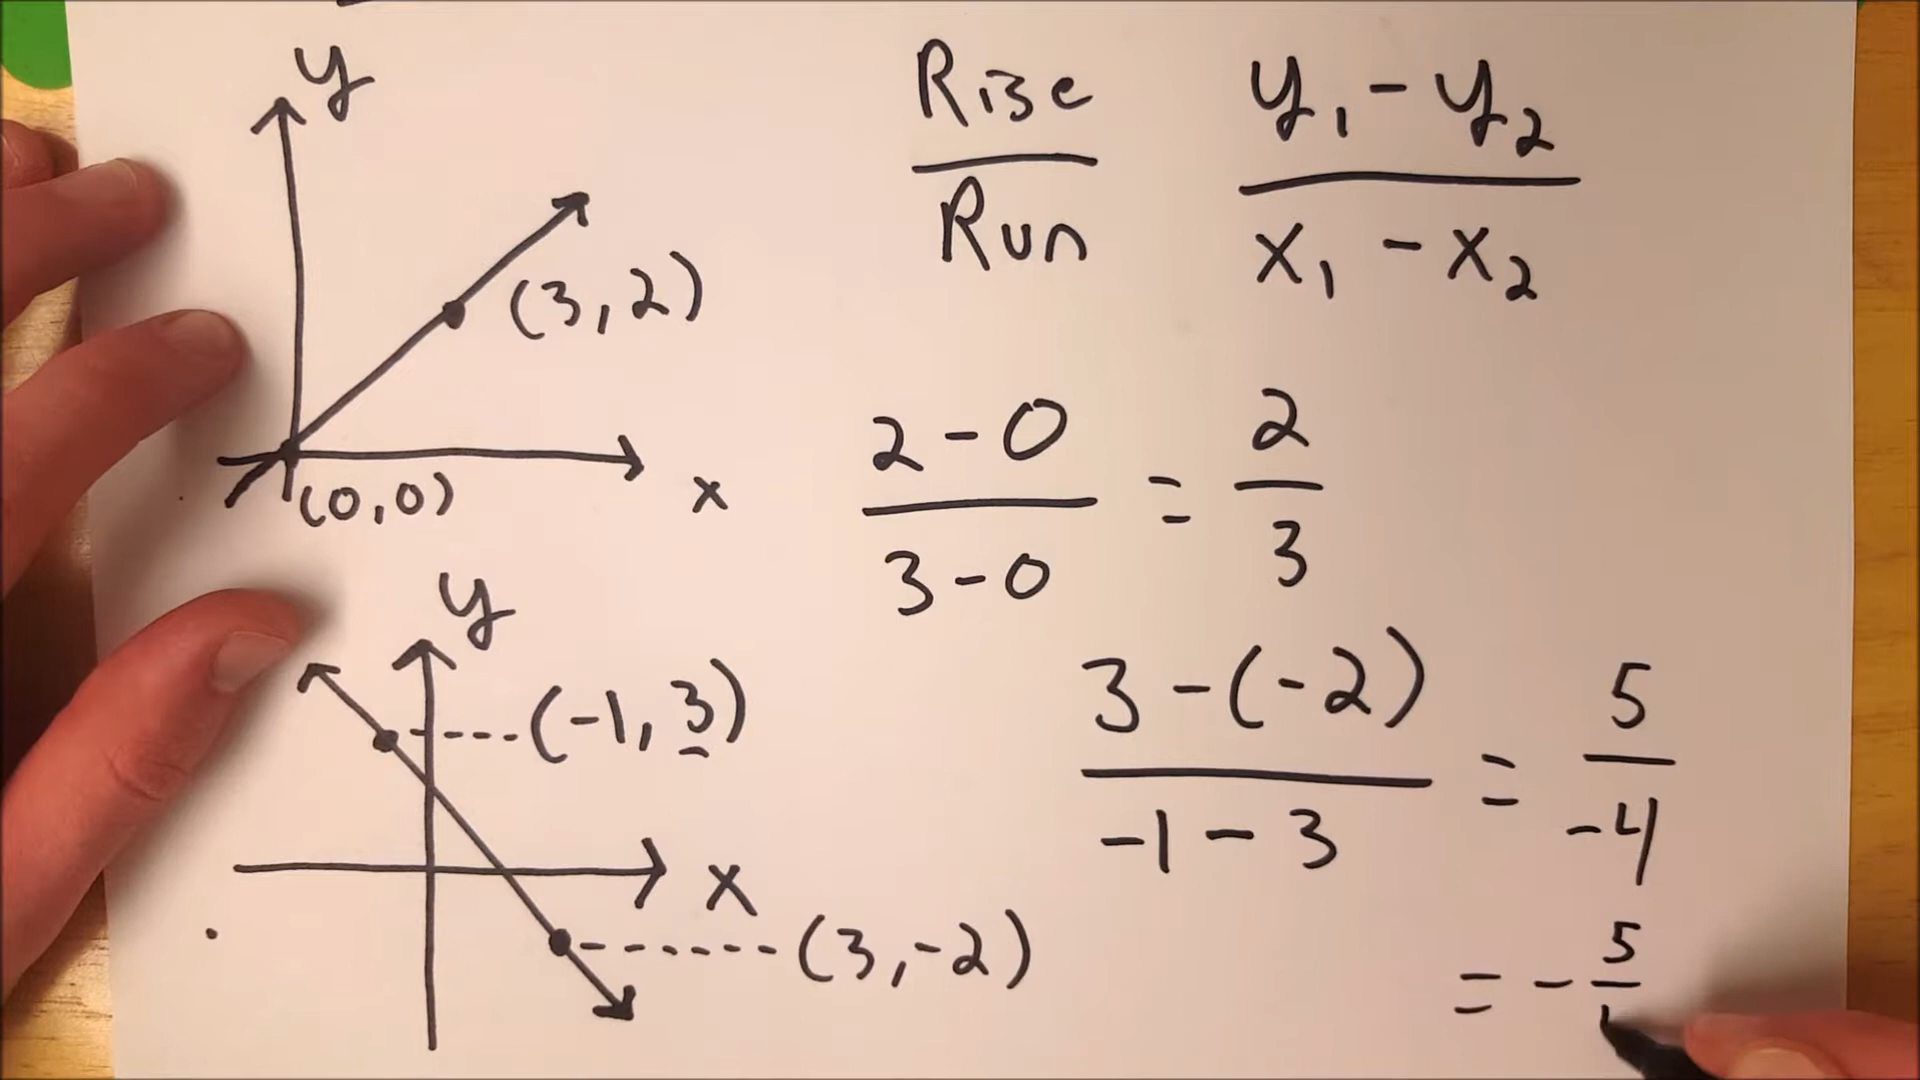 y
(3,2)
(0,0)
x
Rise
Run
y₁ - y₂
x₁ - x₂
2 - 0
3 - 0
=
2
3
y
(-1, 3)
x
(3,-2)
3 - (-2)
-1 - 3
=
5
-4
= - 5